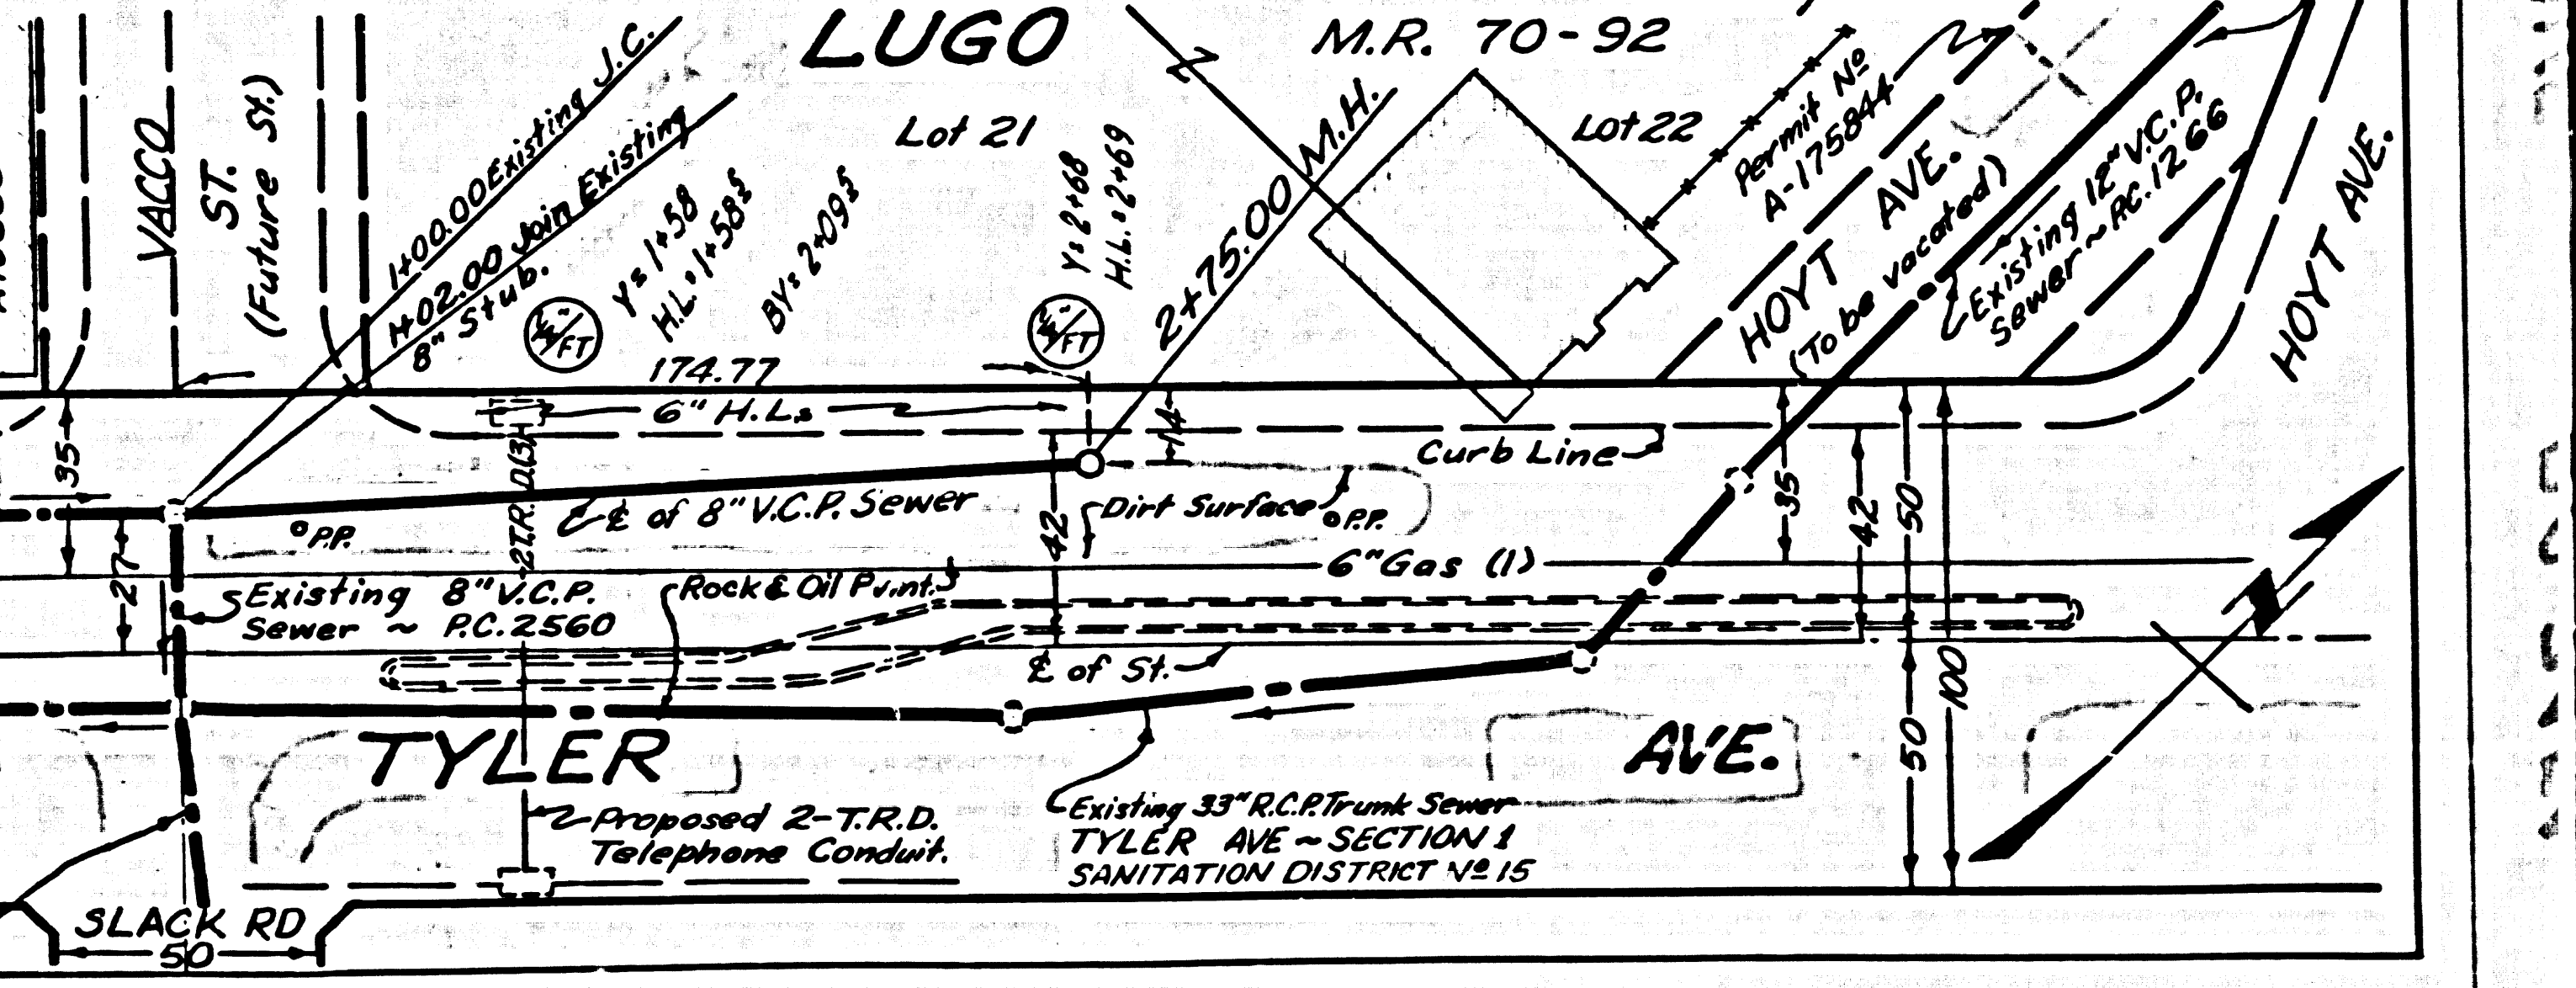 LUGO
M.R. 70-92
Lot 21
Lot 22
VACCO
ST.
(Future St.)
1+00.00 Existing J.C.
1+02.00 Join Existing
8" Stub.
Y= 1+58
H.L.= 1+58.5
BY= 2+09.5
Y= 2+68
H.L.= 2+69
2+75.00 M.H.
Permit Nº
A-175844
HOYT AVE.
(To be vacated)
Existing 12" V.C.P.
Sewer ~ P.C. 1266
HOYT AVE.
FT
FT
174.77
6" H.Ls
14
35
27
℄ of 8" V.C.P. Sewer
P.P.
42
Dirt Surface
P.P.
Curb Line
35
42
50
100
50
6" Gas (1)
Existing 8" V.C.P.
Sewer ~ P.C. 2560
Rock & Oil Pvmt.
℄ of St.
TYLER AVE.
Proposed 2-T.R.D.
Telephone Conduit.
Existing 33" R.C.P. Trunk Sewer
TYLER AVE ~ SECTION 1
SANITATION DISTRICT Nº 15
SLACK RD
50